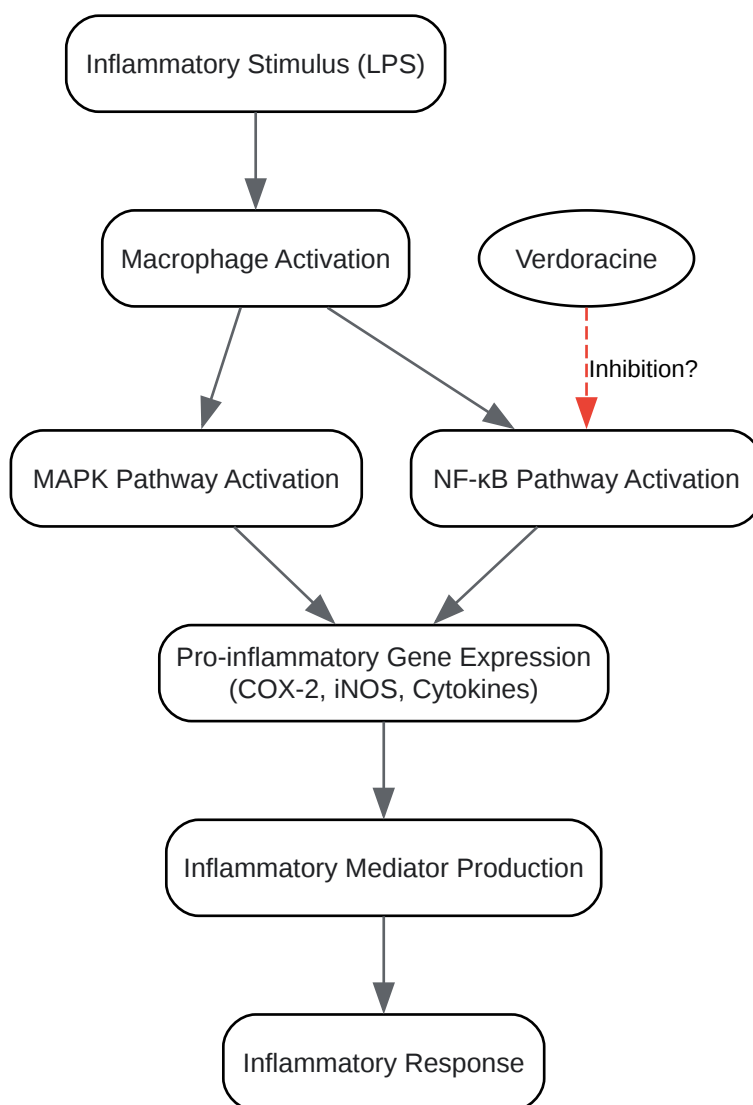 Inflammatory Stimulus (LPS)
Macrophage Activation
Verdoracine
Inhibition?
MAPK Pathway Activation
NF-κB Pathway Activation
Pro-inflammatory Gene Expression
(COX-2, iNOS, Cytokines)
Inflammatory Mediator Production
Inflammatory Response